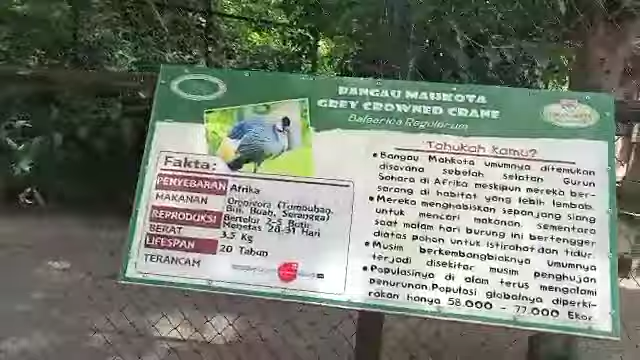 BANGAU MAHKOTA
GREY CROWNED CRANE
Balearica Regulorum
Fakta:
PENYEBARAN Afrika
MAKANAN Omnivora (Tumbuhan,
Biji, Buah, Serangga)
REPRODUKSI Bertelur 2-5 Butir
Menetas 28-31 Hari
BERAT 3,5 Kg
LIFESPAN 20 Tahun
TERANCAM
Tahukah Kamu?
•Bangau Mahkota umumnya ditemukan
disavana sebelah selatan Gurun
Sahara di Afrika meskipun mereka ber-
sarang di habitat yang lebih lembab.
•Mereka menghabiskan sepanjang siang
untuk mencari makanan, sementara
saat malam hari burung ini bertengger
diatas pohon untuk istirahat dan tidur.
•Musim berkembangbiaknya umumnya
terjadi disekitar musim penghujan
•Populasinya di alam terus mengalami
penurunan. Populasi globalnya diperki-
rakan hanya 58.000 - 77.000 Ekor